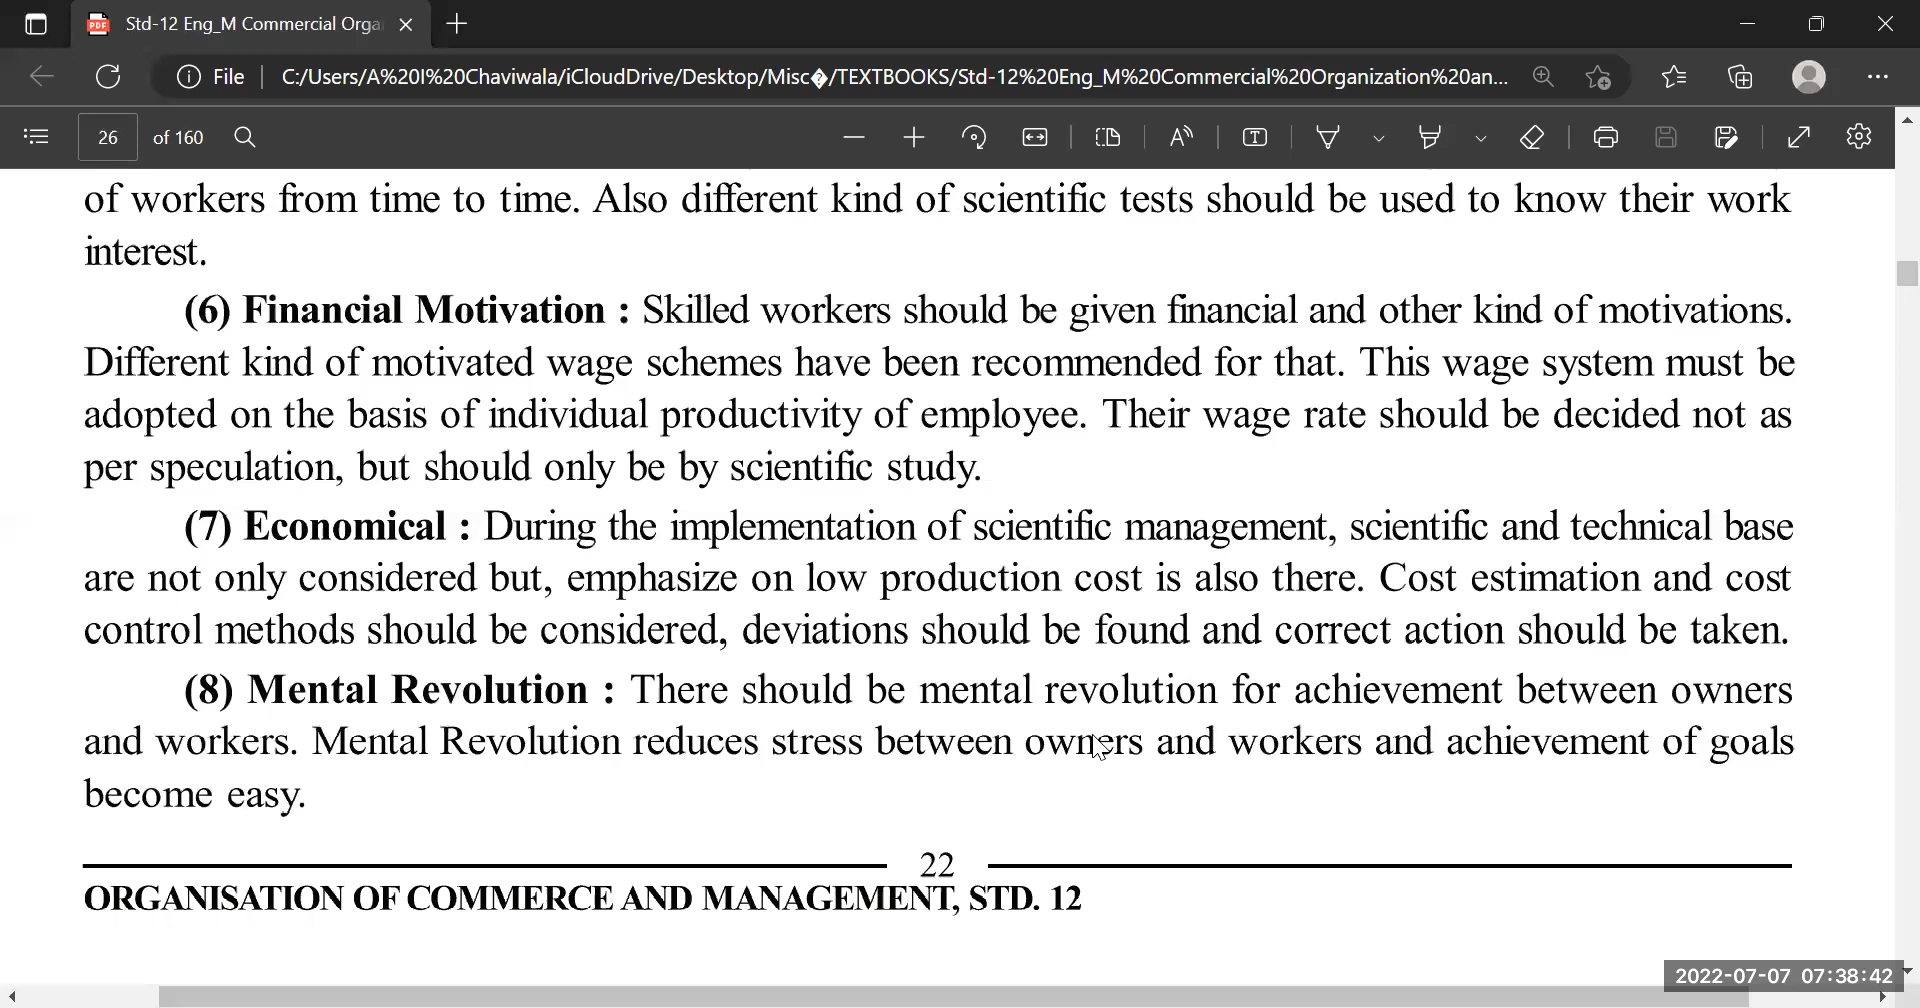 Std-12 Eng_M Commercial Orga
File
C:/Users/A%20I%20Chaviwala/iCloudDrive/Desktop/Misc�/TEXTBOOKS/Std-12%20Eng_M%20Commercial%20Organization%20an...
26 of 160
of workers from time to time. Also different kind of scientific tests should be used to know their work
interest.
(6) Financial Motivation : Skilled workers should be given financial and other kind of motivations.
Different kind of motivated wage schemes have been recommended for that. This wage system must be
adopted on the basis of individual productivity of employee. Their wage rate should be decided not as
per speculation, but should only be by scientific study.
(7) Economical : During the implementation of scientific management, scientific and technical base
are not only considered but, emphasize on low production cost is also there. Cost estimation and cost
control methods should be considered, deviations should be found and correct action should be taken.
(8) Mental Revolution : There should be mental revolution for achievement between owners
and workers. Mental Revolution reduces stress between owners and workers and achievement of goals
become easy.
22
ORGANISATION OF COMMERCE AND MANAGEMENT, STD. 12
2022-07-07 07:38:42